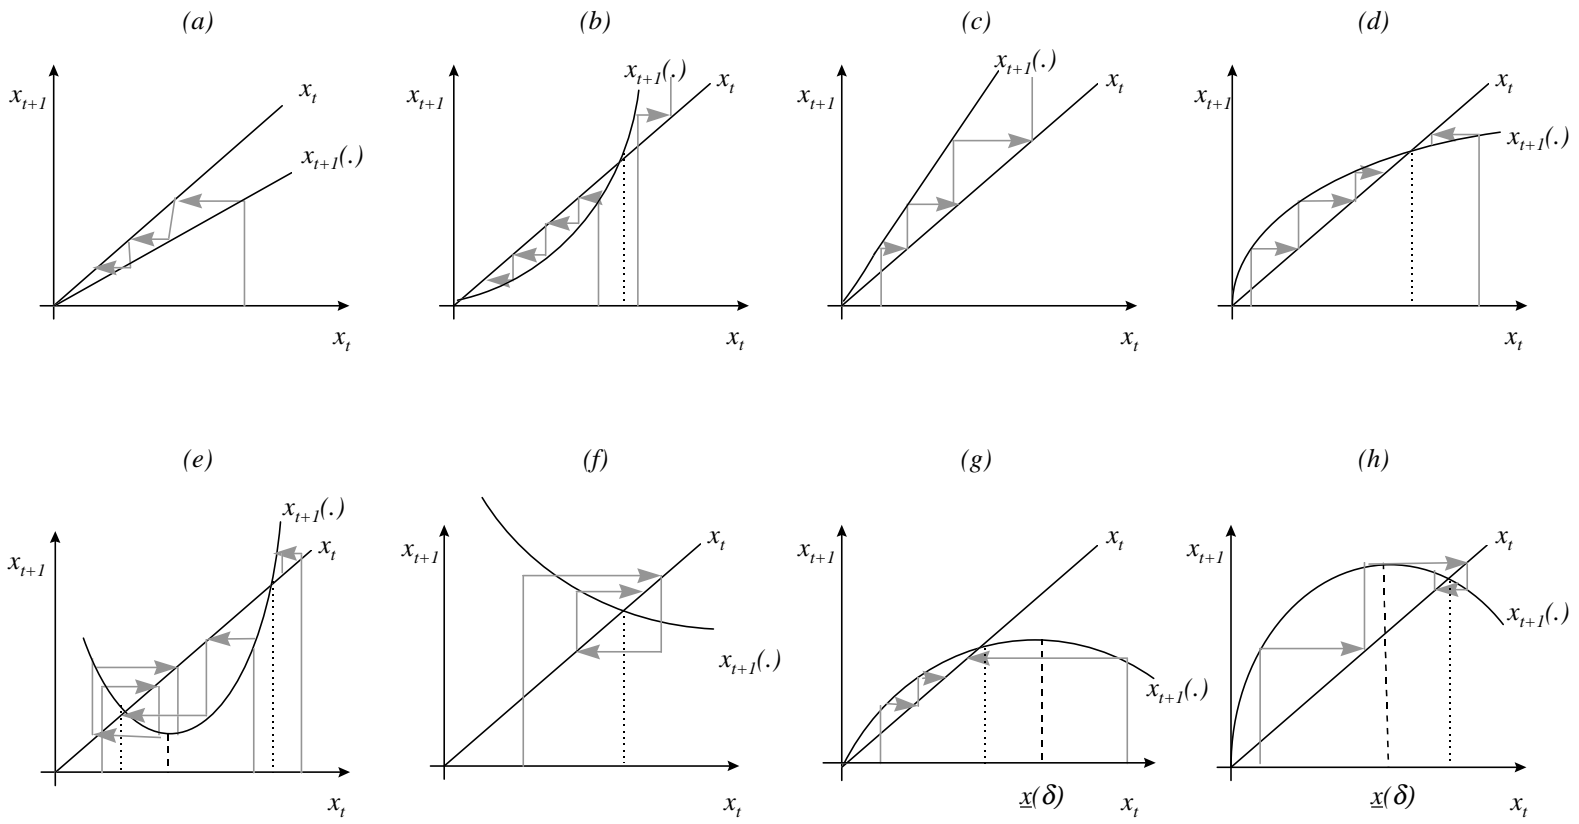 (a) (b) (c) (d)
x_{t+1} x_t x_{t+1}(.) x_t
x_{t+1} x_{t+1}(.) x_t x_t
x_{t+1} x_{t+1}(.) x_t x_t
x_{t+1} x_t x_{t+1}(.) x_t
(e) (f) (g) (h)
x_{t+1} x_{t+1}(.) x_t x_t
x_{t+1} x_t x_{t+1}(.) x_t
x_{t+1} x_t x_{t+1}(.) x̲(δ) x_t
x_{t+1} x_t x_{t+1}(.) x̲(δ) x_t